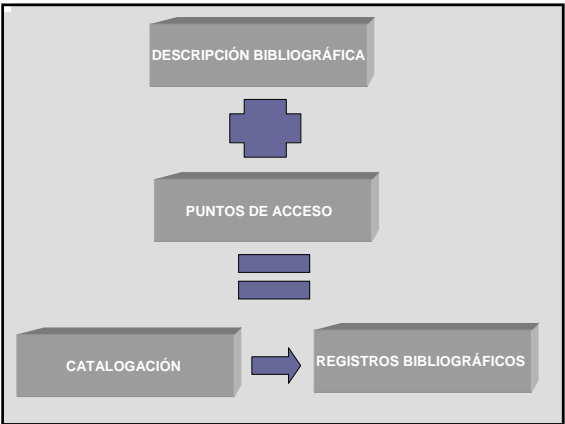 DESCRIPCIÓN BIBLIOGRÁFICA
PUNTOS DE ACCESO
CATALOGACIÓN
REGISTROS BIBLIOGRÁFICOS